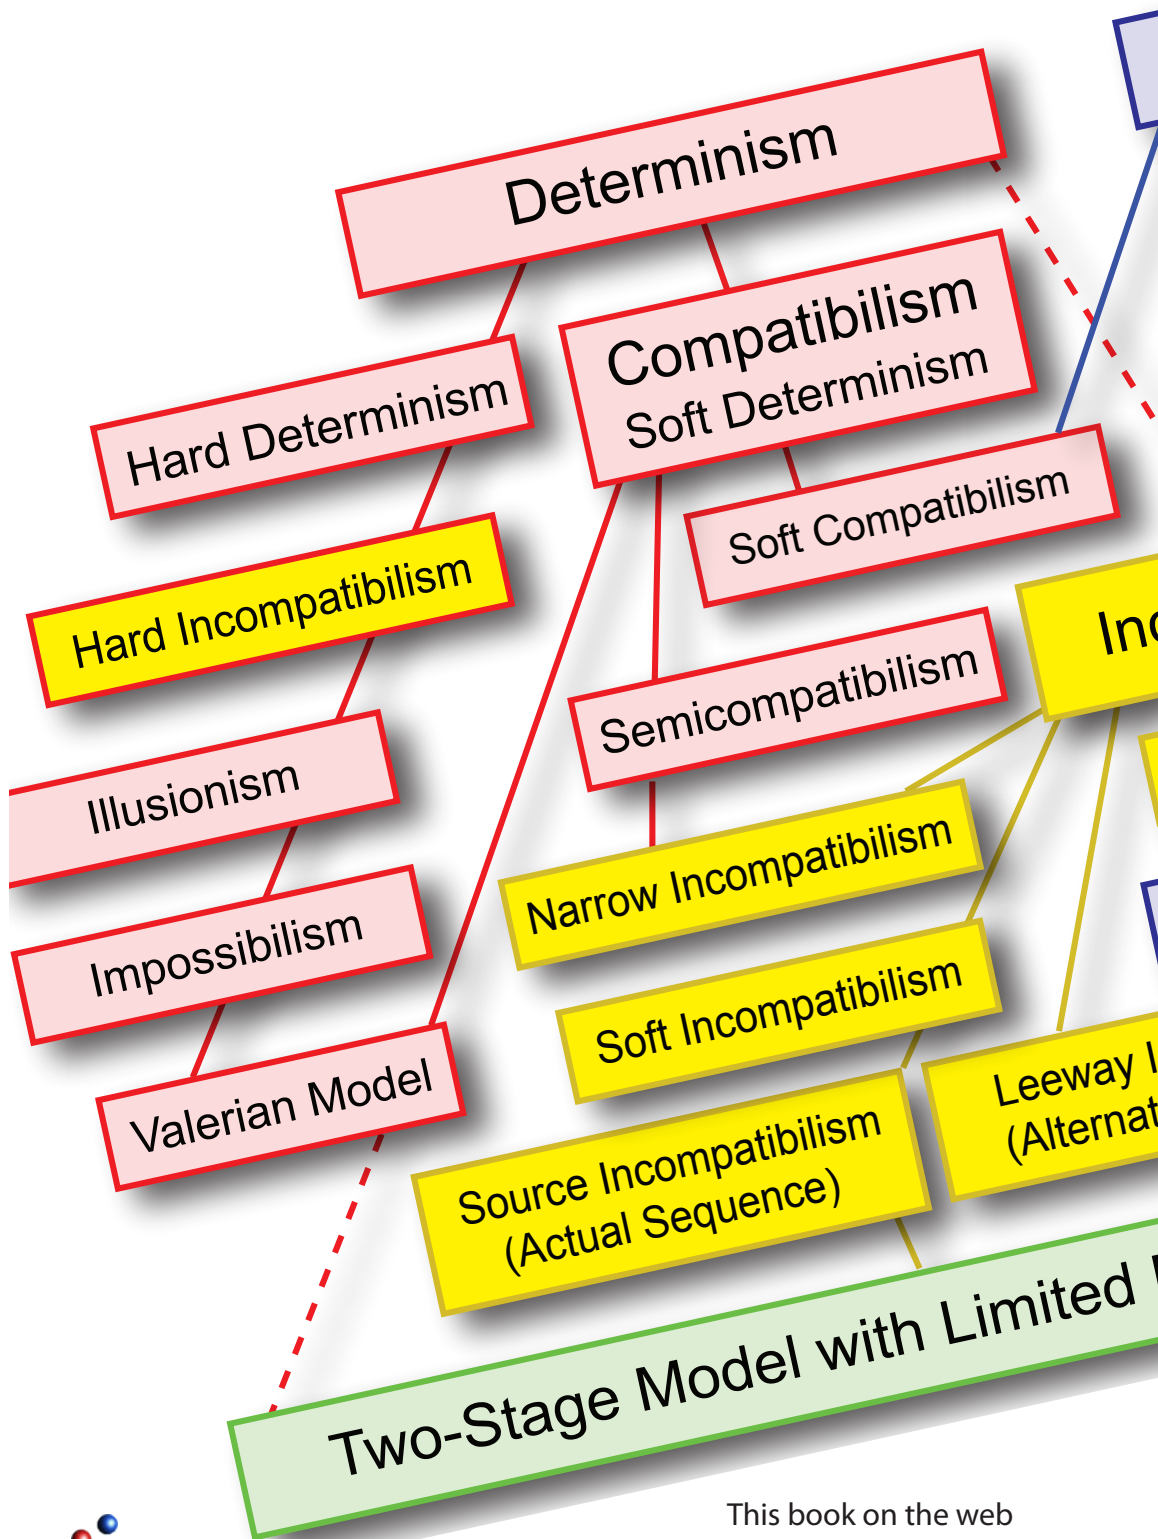 Determinism
Compatibilism
Soft Determinism
Hard Determinism
Soft Compatibilism
Hard Incompatibilism
Semicompatibilism
Illusionism
Narrow Incompatibilism
Impossibilism
Soft Incompatibilism
Valerian Model
Leeway
Source Incompatibilism
(Actual Sequence)
Two-Stage Model with Limited
This book on the web